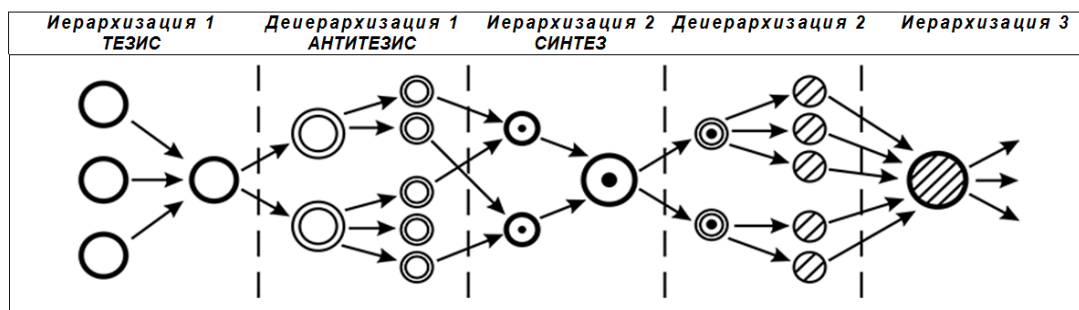 Иерархизация 1
ТЕЗИС
Деиерархизация 1
АНТИТЕЗИС
Иерархизация 2
СИНТЕЗ
Деиерархизация 2
Иерархизация 3